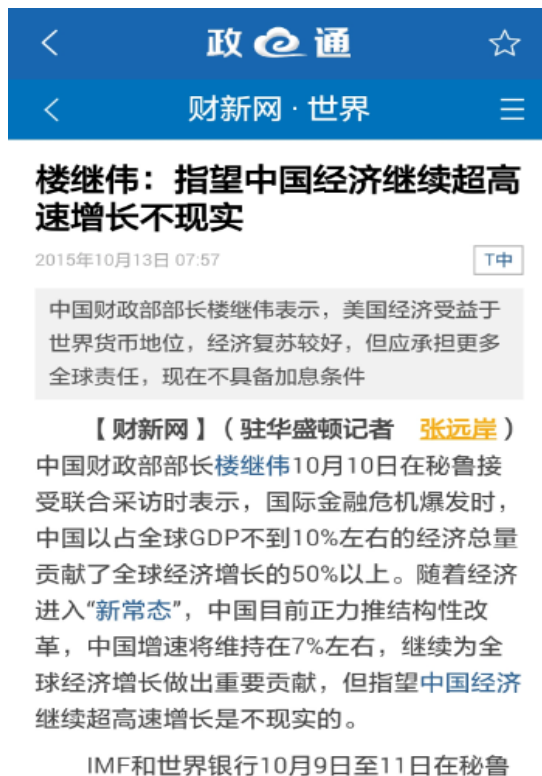 政通
财新网·世界
楼继伟：指望中国经济继续超高
速增长不现实
2015年10月13日 07:57
T中
中国财政部部长楼继伟表示，美国经济受益于
世界货币地位，经济复苏较好，但应承担更多
全球责任，现在不具备加息条件
【财新网】（驻华盛顿记者 张远岸）
中国财政部部长楼继伟10月10日在秘鲁接
受联合采访时表示，国际金融危机爆发时，
中国以占全球GDP不到10%左右的经济总量
贡献了全球经济增长的50%以上。随着经济
进入“新常态”，中国目前正力推结构性改
革，中国增速将维持在7%左右，继续为全
球经济增长做出重要贡献，但指望中国经济
继续超高速增长是不现实的。
IMF和世界银行10月9日至11日在秘鲁